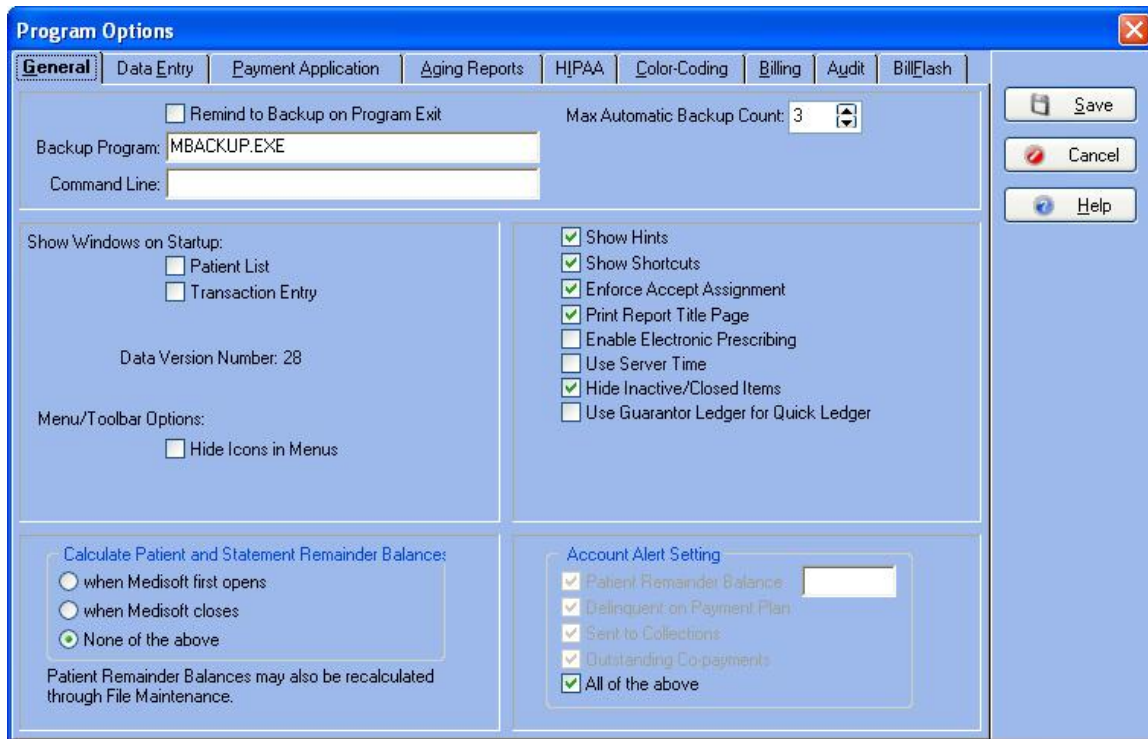 Program Options
General
Data Entry
Payment Application
Aging Reports
HIPAA
Color-Coding
Billing
Audit
BillFlash
Remind to Backup on Program Exit
Max Automatic Backup Count: 3
Backup Program: MBACKUP.EXE
Command Line:
Save
Cancel
Help
Show Windows on Startup:
Patient List
Transaction Entry
Data Version Number: 28
Menu/Toolbar Options:
Hide Icons in Menus
Show Hints
Show Shortcuts
Enforce Accept Assignment
Print Report Title Page
Enable Electronic Prescribing
Use Server Time
Hide Inactive/Closed Items
Use Guarantor Ledger for Quick Ledger
Calculate Patient and Statement Remainder Balances
when Medisoft first opens
when Medisoft closes
None of the above
Patient Remainder Balances may also be recalculated
through File Maintenance.
Account Alert Setting
Patient Remainder Balance
Delinquent on Payment Plan
Sent to Collections
Outstanding Co-payments
All of the above